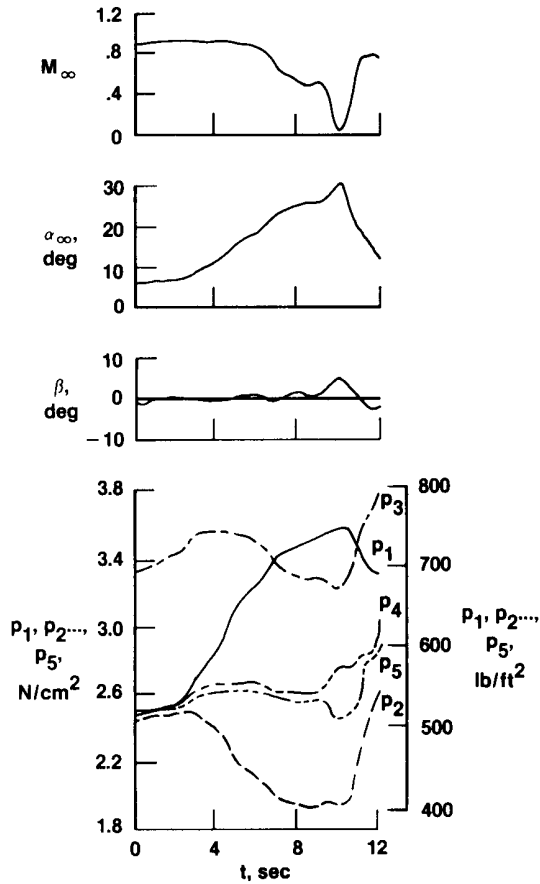 1.2
.8
M∞
.4
0
30
20
α∞,
deg
10
0
10
β,
deg
0
−10
3.8
800
p3
p1
3.4
700
p4
3.0
p1, p2...,
p5,
N/cm2
p1, p2...,
p5,
lb/ft2
600
p5
2.6
p2
500
2.2
400
1.8
0 4 8 12
t, sec